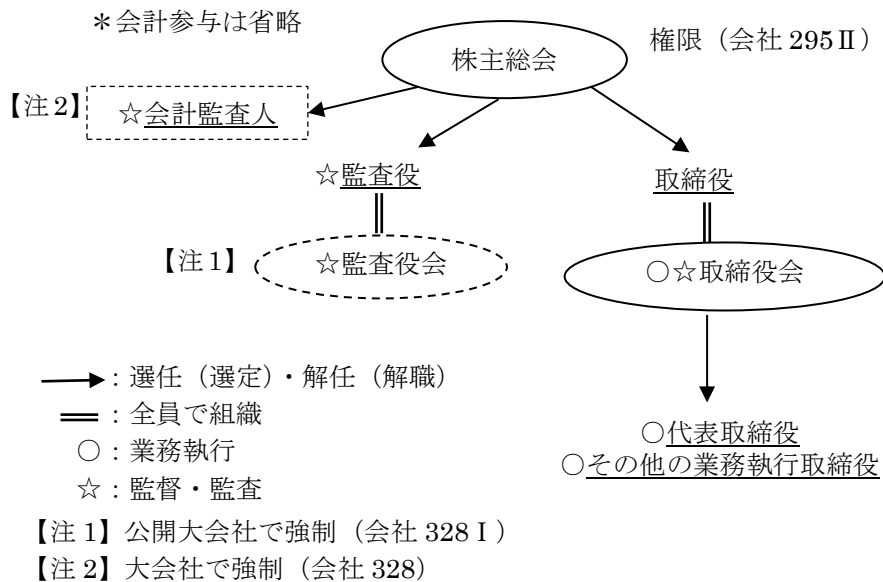 ＊会計参与は省略
株主総会
権限（会社 295Ⅱ）
【注 2】
☆会計監査人
☆監査役
取締役
【注 1】
☆監査役会
○☆取締役会
：選任（選定）・解任（解職）
：全員で組織
○：業務執行
☆：監督・監査
○代表取締役
○その他の業務執行取締役
【注 1】公開大会社で強制（会社 328Ⅰ）
【注 2】大会社で強制（会社 328）